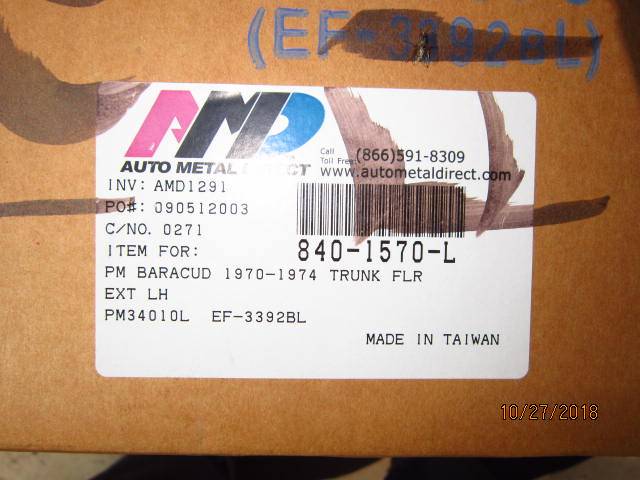 (EF-3392BL)
AMD
Call Toll Free (866)591-8309
AUTO METAL DIRECT www.autometaldirect.com
INV: AMD1291
PO#: 090512003
C/NO. 0271
ITEM FOR: 840-1570-L
PM BARACUD 1970-1974 TRUNK FLR
EXT LH
PM34010L EF-3392BL
MADE IN TAIWAN
10/27/2018